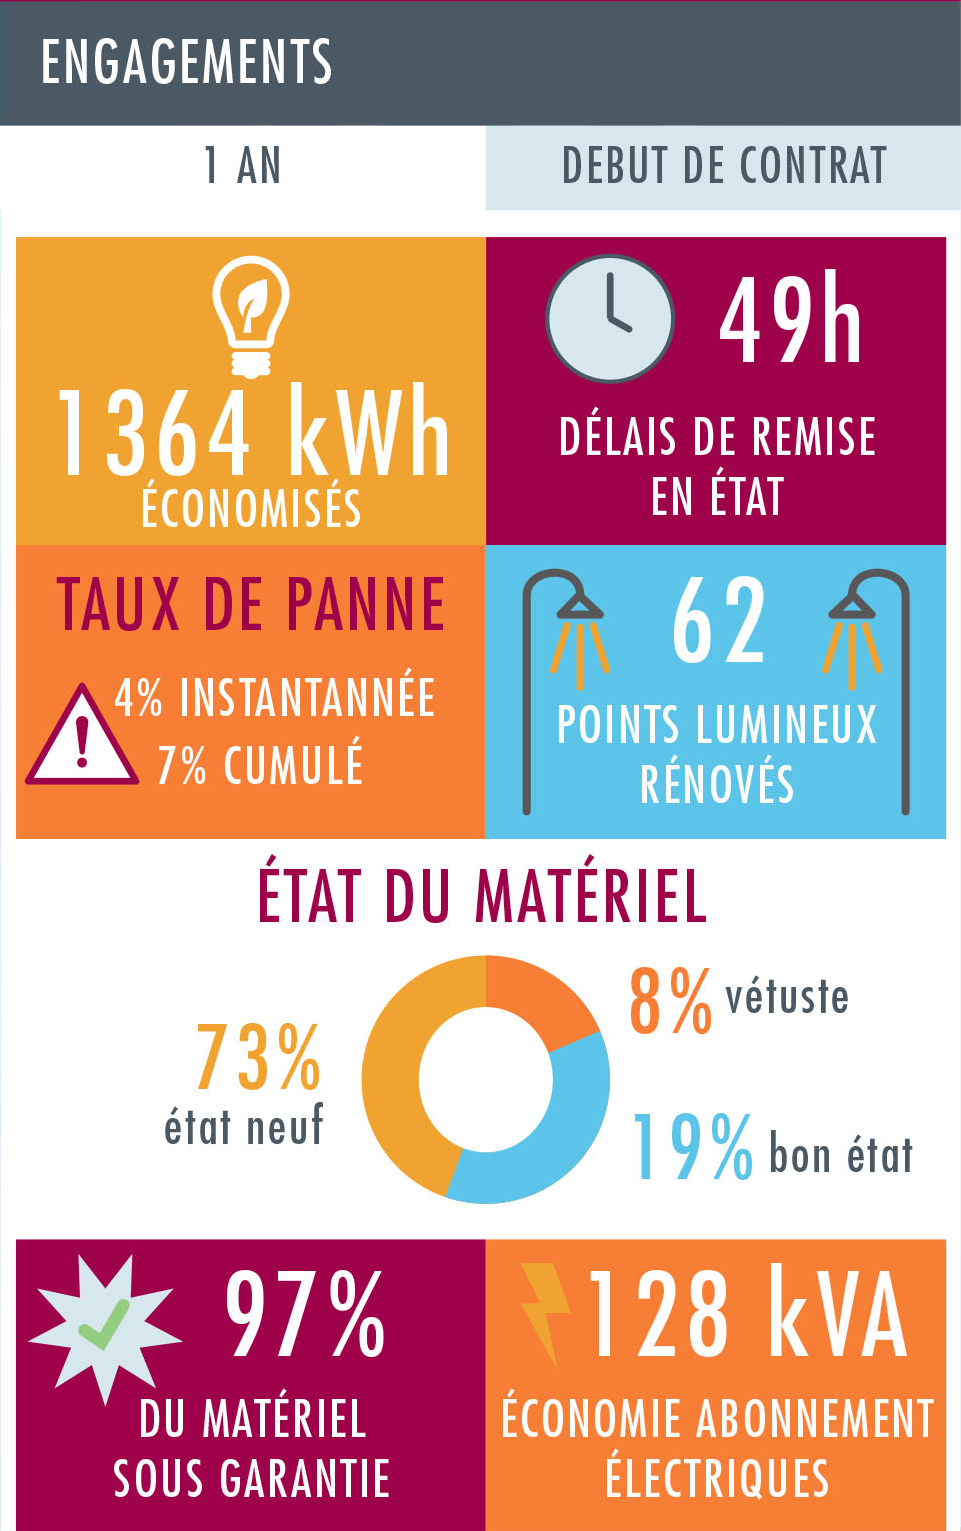 ENGAGEMENTS
1 AN
DEBUT DE CONTRAT
1364 kWh
ÉCONOMISÉS
49h
DÉLAIS DE REMISE
EN ÉTAT
TAUX DE PANNE
4% INSTANTANNÉE
7% CUMULÉ
62
POINTS LUMINEUX
RÉNOVÉS
ÉTAT DU MATÉRIEL
8% vétuste
73%
état neuf
19% bon état
97%
DU MATÉRIEL
SOUS GARANTIE
128 kVA
ÉCONOMIE ABONNEMENT
ÉLECTRIQUES